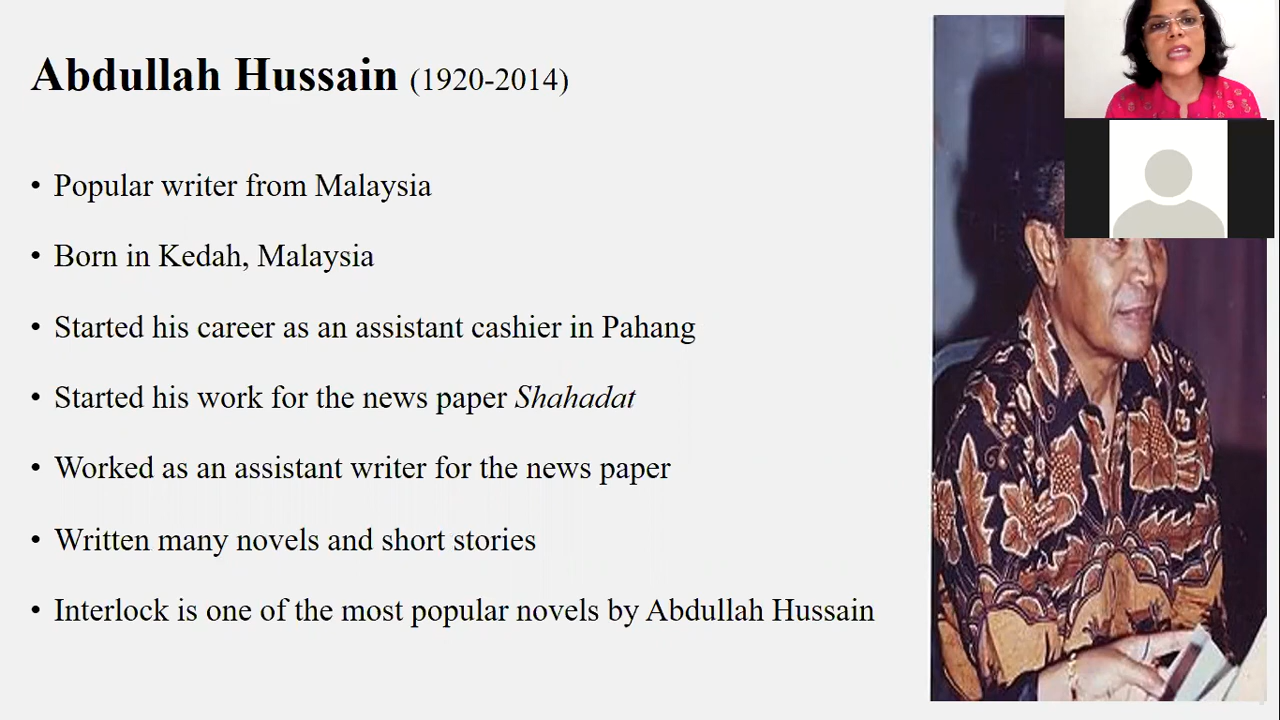 Abdullah Hussain (1920-2014)
• Popular writer from Malaysia
• Born in Kedah, Malaysia
• Started his career as an assistant cashier in Pahang
• Started his work for the news paper Shahadat
• Worked as an assistant writer for the news paper
• Written many novels and short stories
• Interlock is one of the most popular novels by Abdullah Hussain